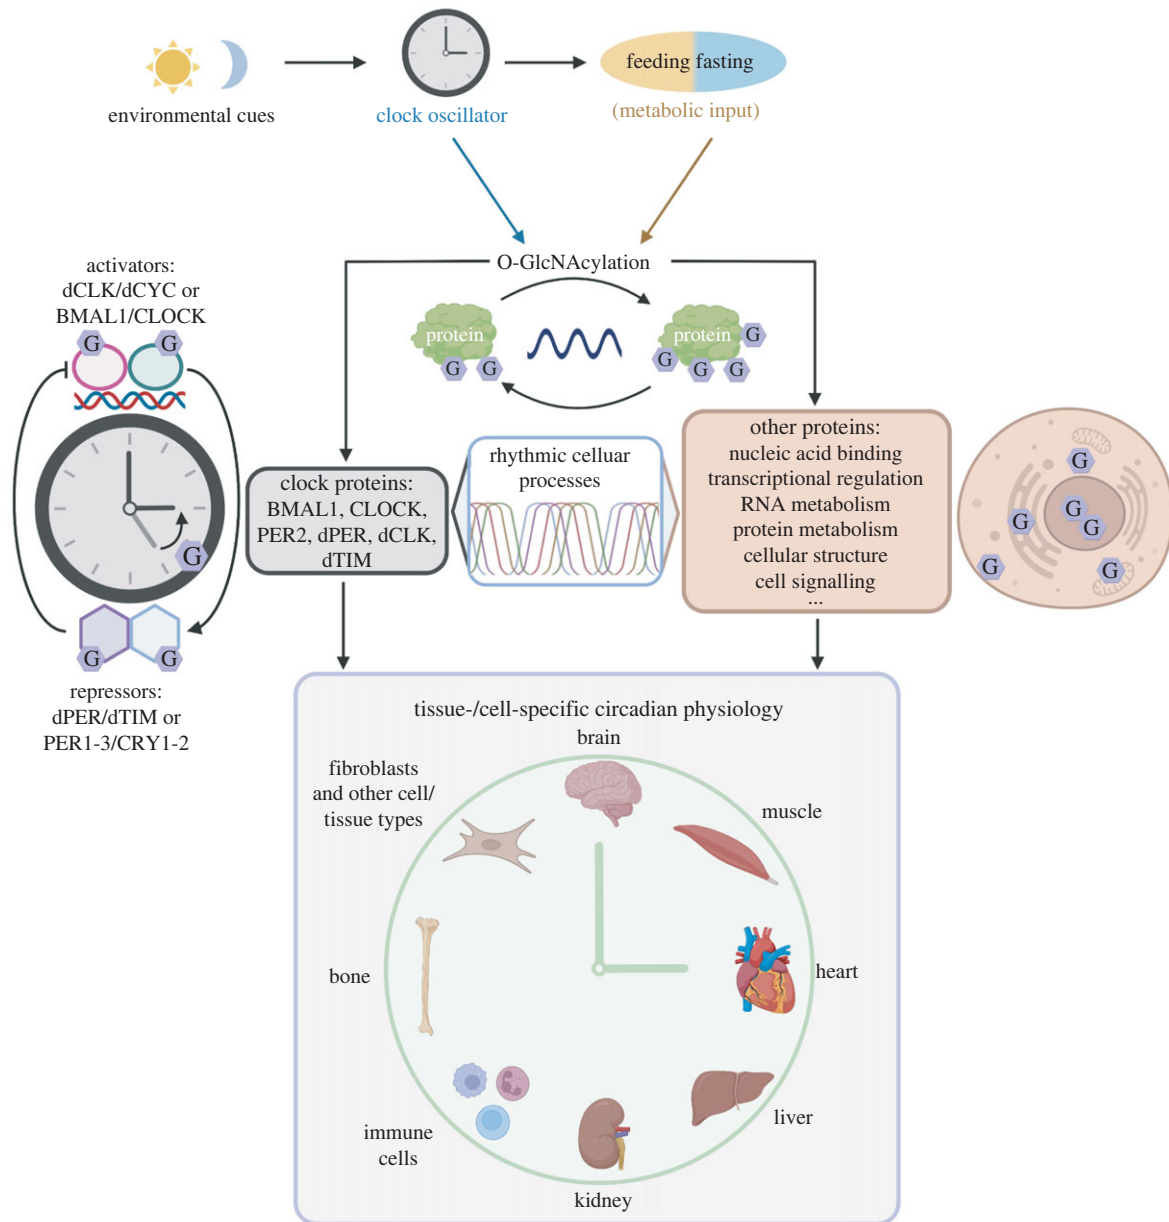 feeding fasting
environmental cues
clock oscillator
(metabolic input)
O-GlcNAcylation
activators:
dCLK/dCYC or
BMAL1/CLOCK
G
G
G
G
G
repressors:
dPER/dTIM or
PER1-3/CRY1-2
protein
G
G
protein
G
G
G
G
clock proteins:
BMAL1, CLOCK,
PER2, dPER, dCLK,
dTIM
rhythmic celluar
processes
other proteins:
nucleic acid binding
transcriptional regulation
RNA metabolism
protein metabolism
cellular structure
cell signalling
...
G
G
G
G
G
G
tissue-/cell-specific circadian physiology
brain
fibroblasts
and other cell/
tissue types
muscle
bone
heart
immune
cells
liver
kidney